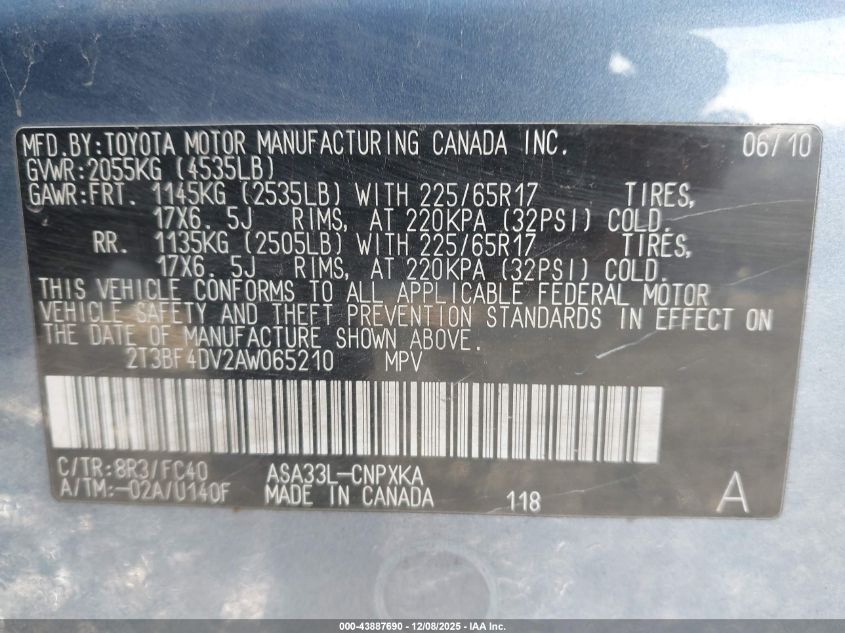 MFD.BY:TOYOTA MOTOR MANUFACTURING CANADA INC. 06/10
GVWR:2055KG (4535LB)
GAWR:FRT. 1145KG (2535LB) WITH 225/65R17 TIRES,
17X6. 5J RIMS, AT 220KPA (32PSI) COLD.
RR. 1135KG (2505LB) WITH 225/65R17 TIRES,
17X6. 5J RIMS, AT 220KPA (32PSI) COLD.
THIS VEHICLE CONFORMS TO ALL APPLICABLE FEDERAL MOTOR
VEHICLE SAFETY AND THEFT PREVENTION STANDARDS IN EFFECT ON
THE DATE OF MANUFACTURE SHOWN ABOVE.
2T3BF4DV2AW065210 MPV
C/TR:8R3/FC40 ASA33L-CNPXKA
A/TM:-02A/U140F MADE IN CANADA 118 A
000-43887690 - 12/08/2025 - IAA Inc.